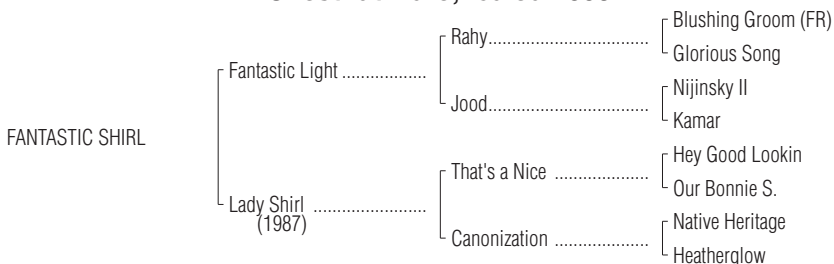 Blushing Groom (FR)
Rahy..................................
Glorious Song
Fantastic Light ..................
Nijinsky II
Jood..................................
Kamar
FANTASTIC SHIRL
Hey Good Lookin
That's a Nice ....................
Our Bonnie S.
Lady Shirl ........................
(1987)
Native Heritage
Canonization ....................
Heatherglow